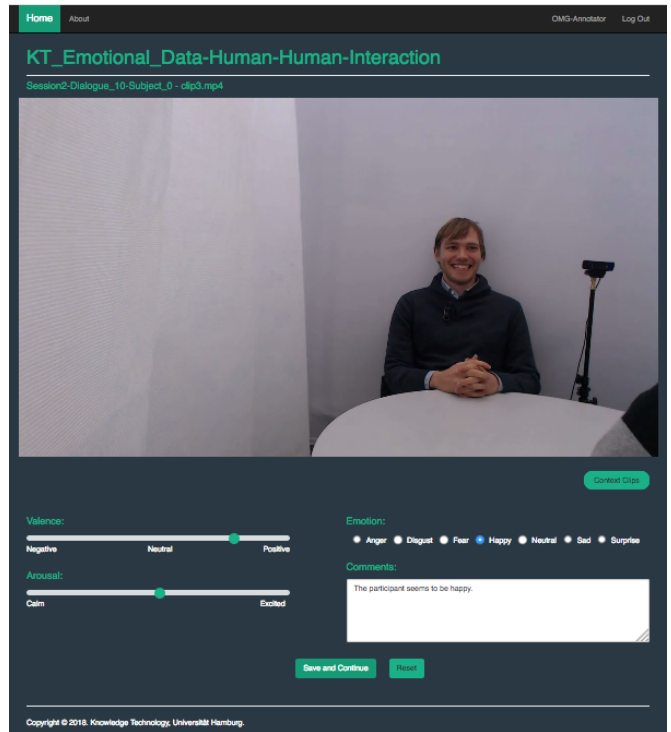 Home About OMG-Annotator Log Out
KT_Emotional_Data-Human-Human-Interaction
Session2-Dialogue_10-Subject_0 - clip3.mp4
Context Clips
Valence:
Negative Neutral Positive
Arousal:
Calm Excited
Emotion:
Anger Disgust Fear Happy Neutral Sad Surprise
Comments:
The participant seems to be happy.
Save and Continue Reset
Copyright © 2018. Knowledge Technology, Universität Hamburg.